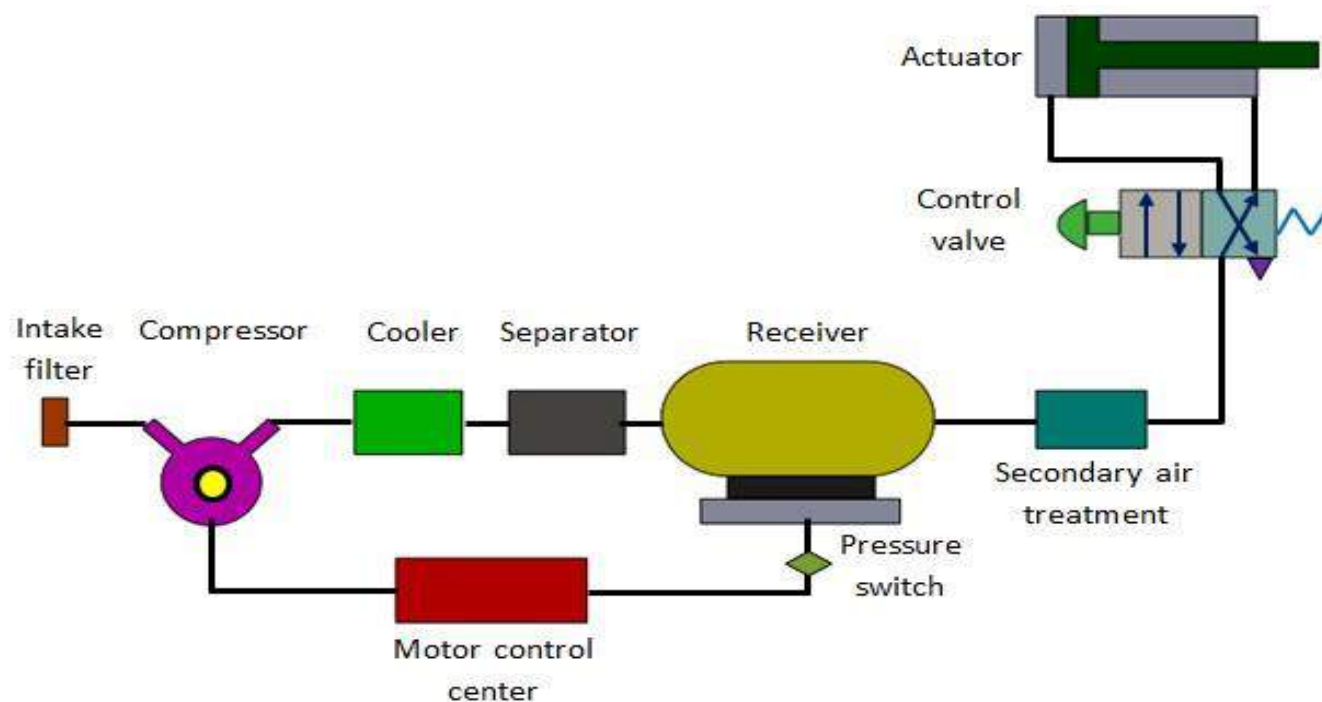 Actuator
Control
valve
Intake
filter
Compressor
Cooler
Separator
Receiver
Secondary air
treatment
Pressure
switch
Motor control
center